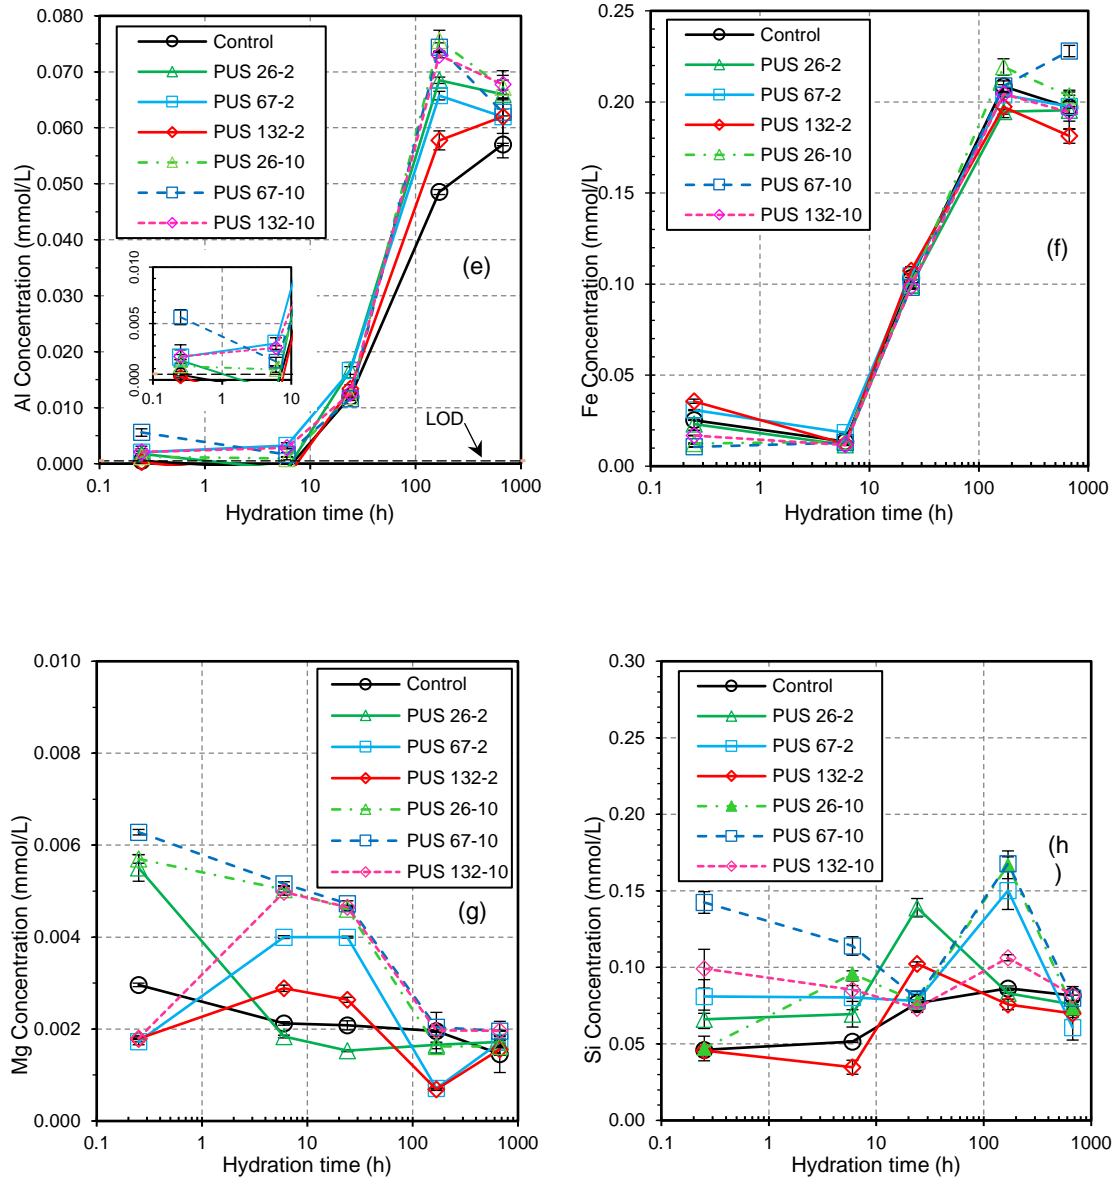 Al Concentration (mmol/L)
0.080
0.070
0.060
0.050
0.040
0.030
0.020
0.010
0.000
Control
PUS 26-2
PUS 67-2
PUS 132-2
PUS 26-10
PUS 67-10
PUS 132-10
(e)
0.010
0.005
0.000
0.1
1
10
LOD
0.1
1
10
100
1000
Hydration time (h)
Fe Concentration (mmol/L)
0.25
0.20
0.15
0.10
0.05
0.00
Control
PUS 26-2
PUS 67-2
PUS 132-2
PUS 26-10
PUS 67-10
PUS 132-10
(f)
0.1
1
10
100
1000
Hydration time (h)
Mg Concentration (mmol/L)
0.010
0.008
0.006
0.004
0.002
0.000
Control
PUS 26-2
PUS 67-2
PUS 132-2
PUS 26-10
PUS 67-10
PUS 132-10
(g)
0.1
1
10
100
1000
Hydration time (h)
Si Concentration (mmol/L)
0.30
0.25
0.20
0.15
0.10
0.05
0.00
Control
PUS 26-2
PUS 67-2
PUS 132-2
PUS 26-10
PUS 67-10
PUS 132-10
(h
)
0.1
1
10
100
1000
Hydration time (h)